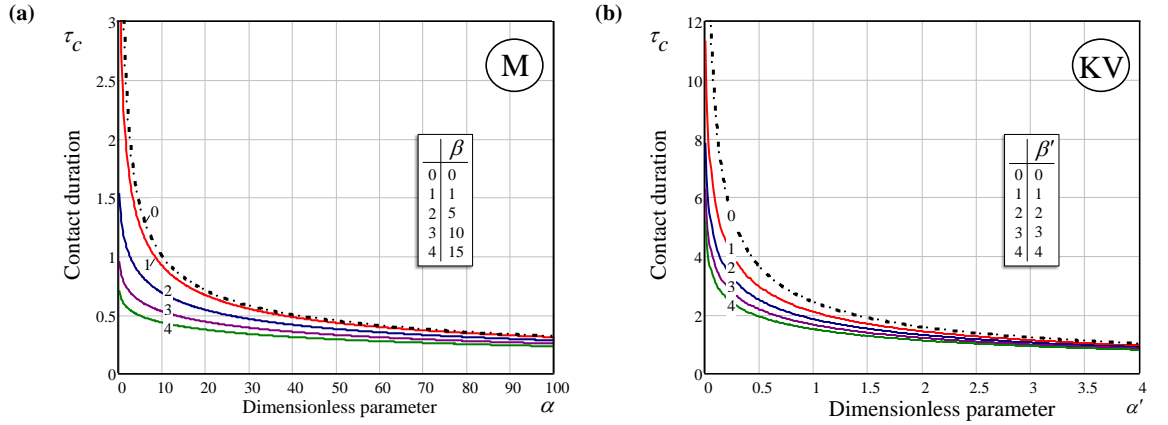 (a)
3
τc
M
2.5
2
β
0 0
1 1
2 5
3 10
4 15
1.5
0
1
1
2
3
4
0.5
0
Contact duration
0 10 20 30 40 50 60 70 80 90 100
Dimensionless parameter α
(b)
12
τc
KV
10
8
β′
0 0
1 1
2 2
3 3
4 4
6
0
1
4
2
3
4
2
0
Contact duration
0 0.5 1 1.5 2 2.5 3 3.5 4
Dimensionless parameter α′